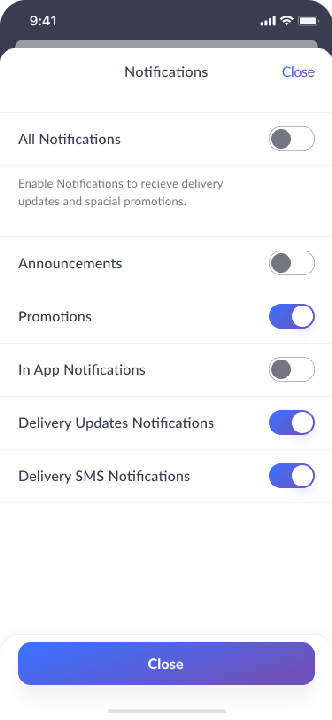 9:41
Notifications
Close
All Notifications
Enable Notifications to recieve delivery
updates and spacial promotions.
Announcements
Promotions
In App Notifications
Delivery Updates Notifications
Delivery SMS Notifications
Close